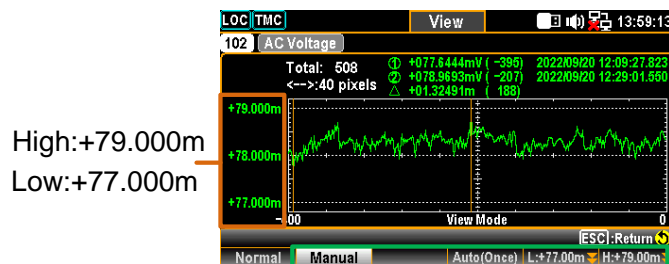 LOC TMC View 13:59:13
102 AC Voltage
Total: 508
<-->:40 pixels
① +077.6444mV ( -395) 2022/09/20 12:09:27.823
② +078.9693mV ( -207) 2022/09/20 12:29:01.550
△ +01.32491m ( 188)
+79.000m
+78.000m
+77.000m
High:+79.000m
Low:+77.000m
00 View Mode 0
ESC :Return
Normal Manual Auto(Once) L:+77.00m H:+79.00m